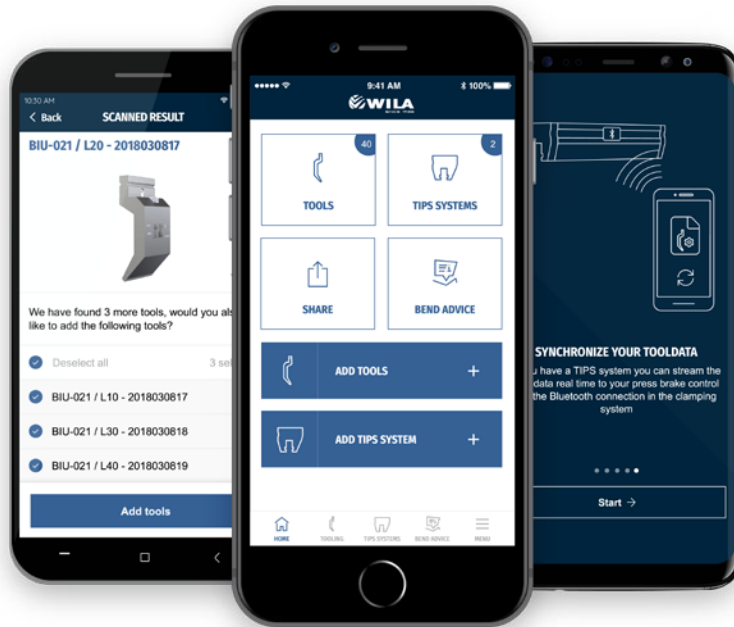 10:30 AM
Back
SCANNED RESULT
BIU-021 / L20 - 2018030817
We have found 3 more tools, would you
like to add the following tools?
Deselect all
BIU-021 / L10 - 2018030817
BIU-021 / L30 - 2018030818
BIU-021 / L40 - 2018030819
Add tools
9:41 AM
100%
WILA
40
TOOLS
2
TIPS SYSTEMS
SHARE
BEND ADVICE
ADD TOOLS +
ADD TIPS SYSTEM +
HOME
TOOLING
TIPS SYSTEMS
BEND ADVICE
MENU
SYNCHRONIZE YOUR TOOLDATA
have a TIPS system you can stream the
data real time to your press brake control
the Bluetooth connection in the clamping
system
Start →